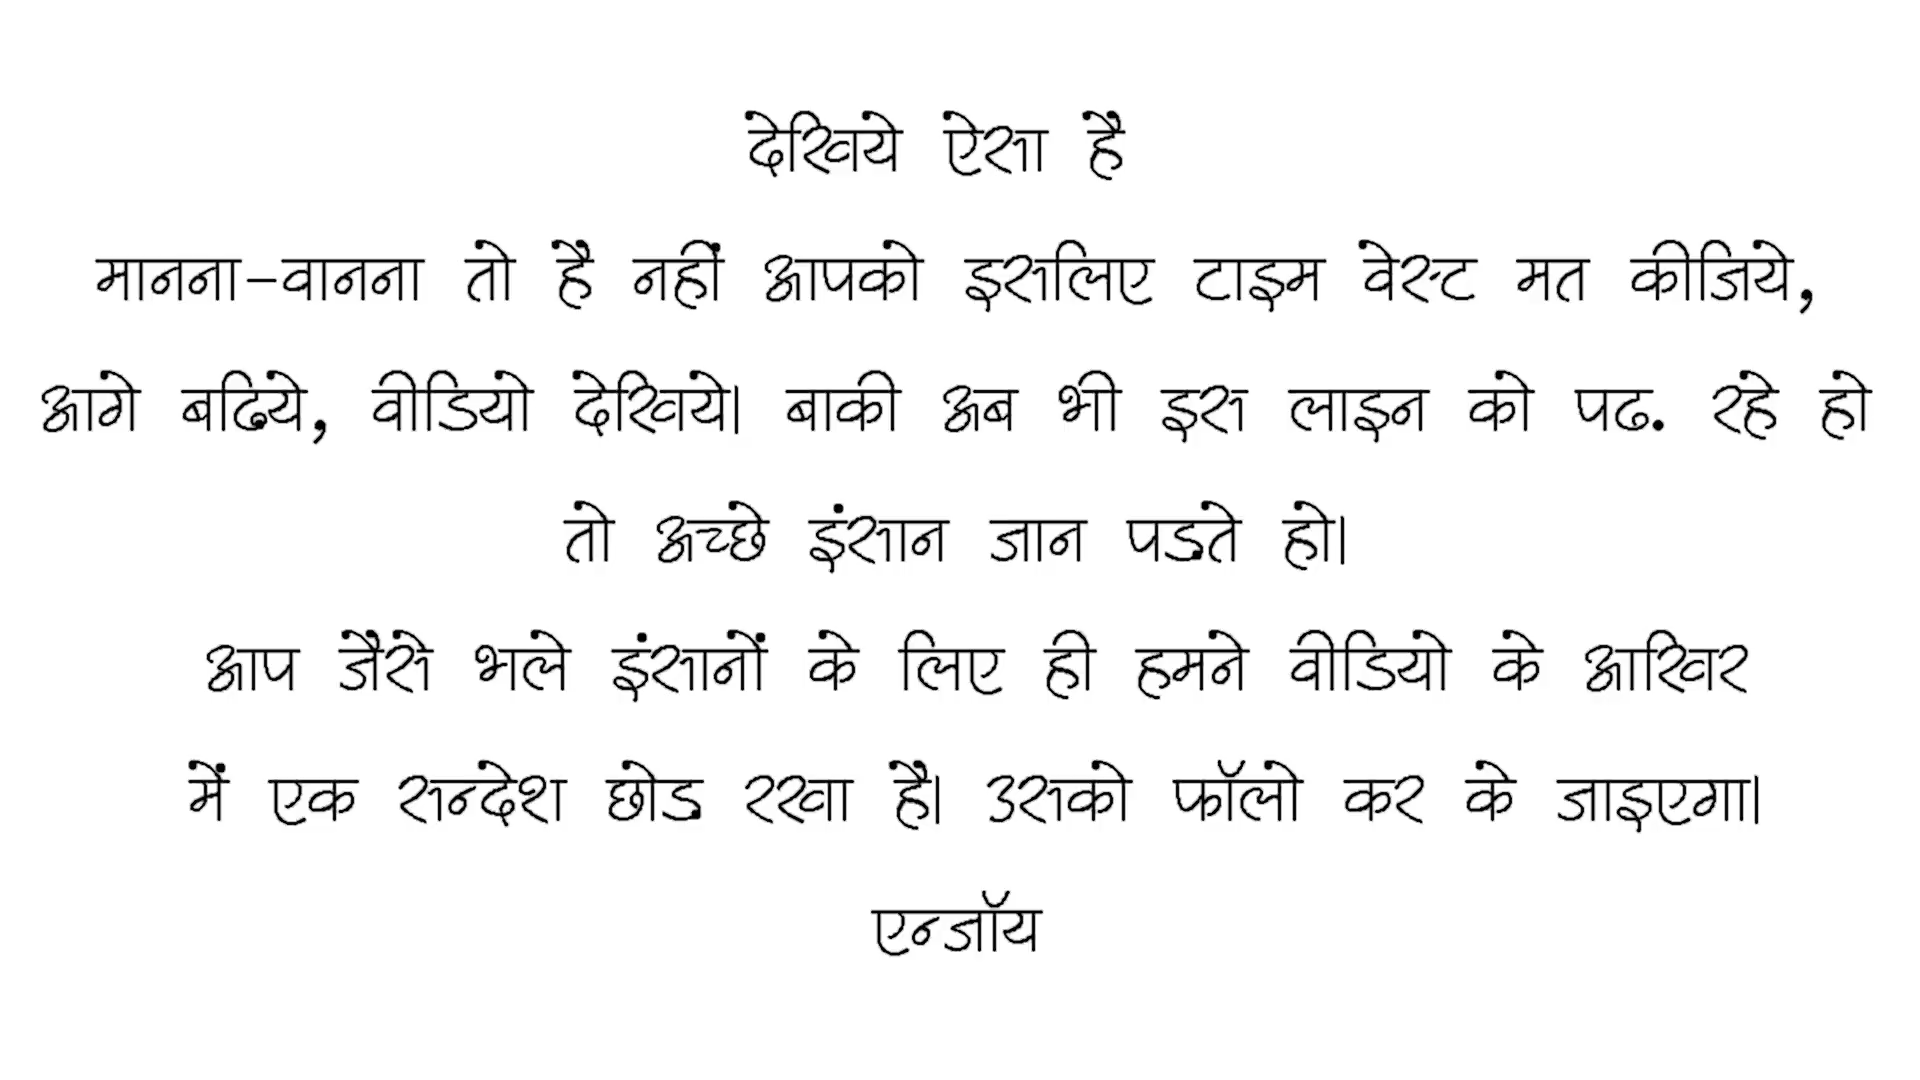 देखिये ऐसा है
मानना-वानना तो है नहीं आपको इसलिए टाइम वेस्ट मत कीजिये,
आगे बढिये, वीडियो देखिये। बाकी अब भी इस लाइन को पढ. रहे हो
तो अच्छे इंसान जान पड़ते हो।
आप जैसे भले इंसानों के लिए ही हमने वीडियो के आखिर
में एक सन्देश छोड़ रखा है। उसको फॉलो कर के जाइएगा।
एन्जॉय